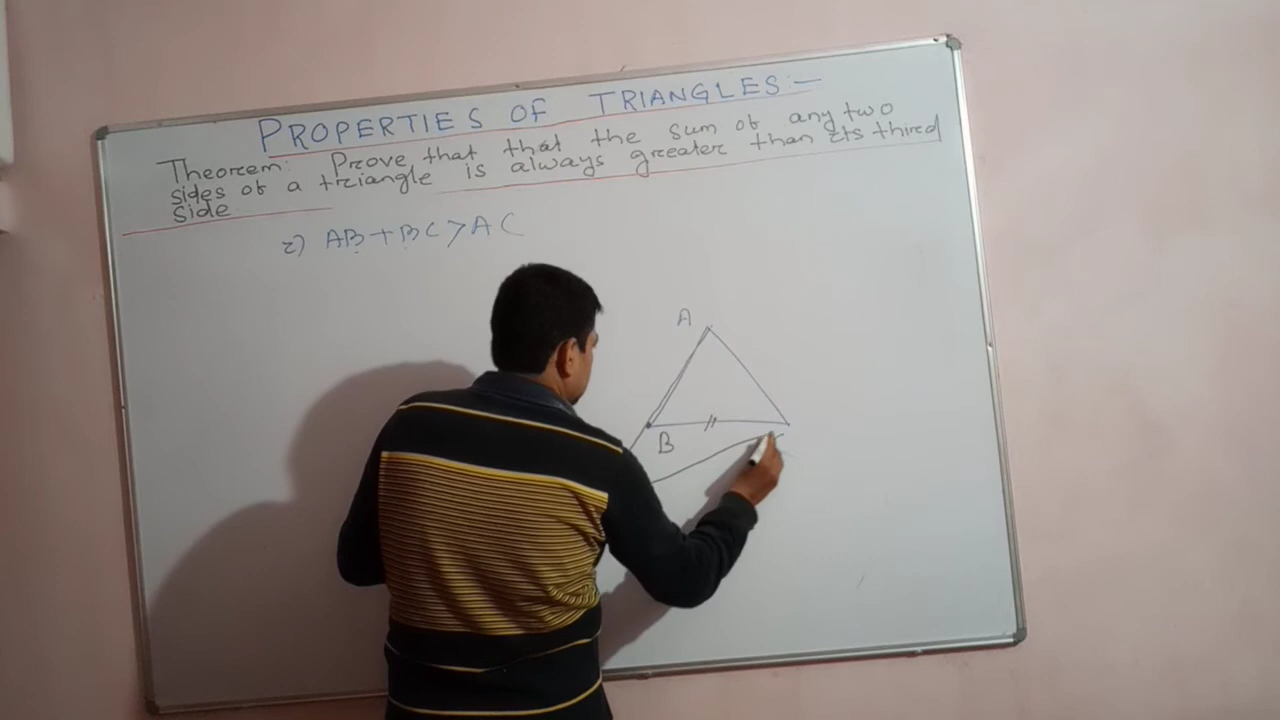 PROPERTIES OF TRIANGLES:-
Theorem: Prove that that the sum of any two
sides of a triangle is always greater than its third
side
i) AB+BC>AC
A
B